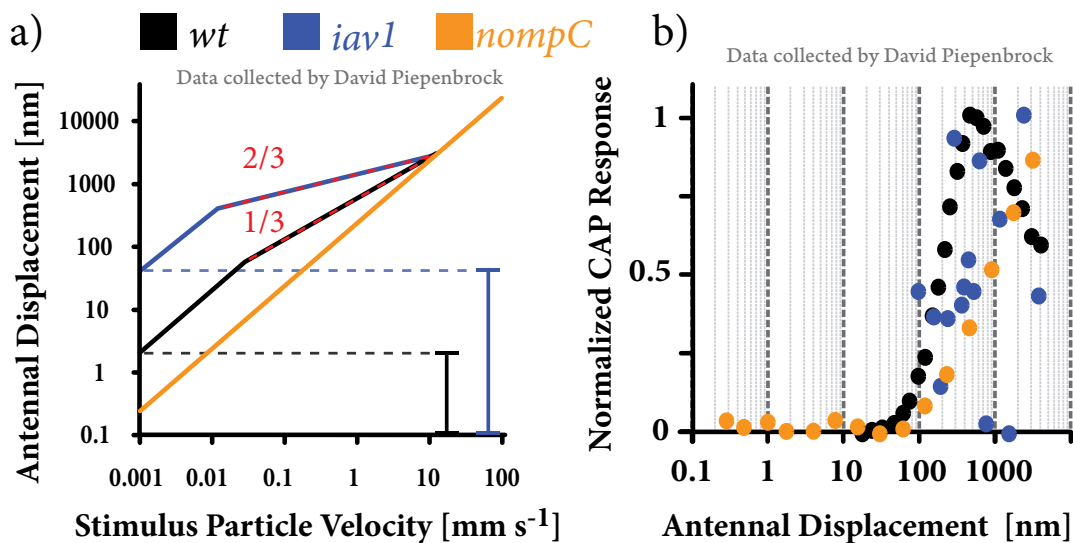 a)
wt
iav1
nompC
Data collected by David Piepenbrock
Antennal Displacement [nm]
10000
1000
100
10
1
0.1
2/3
1/3
0.001
0.01
0.1
1
10
100
Stimulus Particle Velocity [mm s-1]
b)
Data collected by David Piepenbrock
Normalized CAP Response
1
0.5
0
0.1
1
10
100
1000
Antennal Displacement [nm]